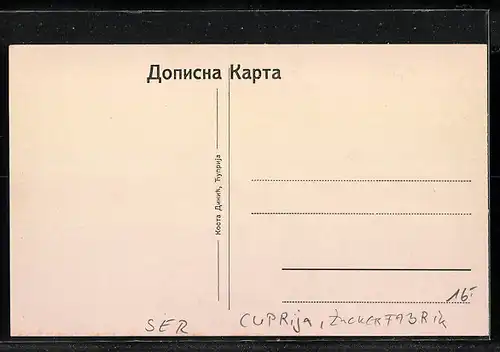 Дописна Карта
Коста Динић, Ћуприја
16.-
SER CUPRija, ZUCKERFABRik